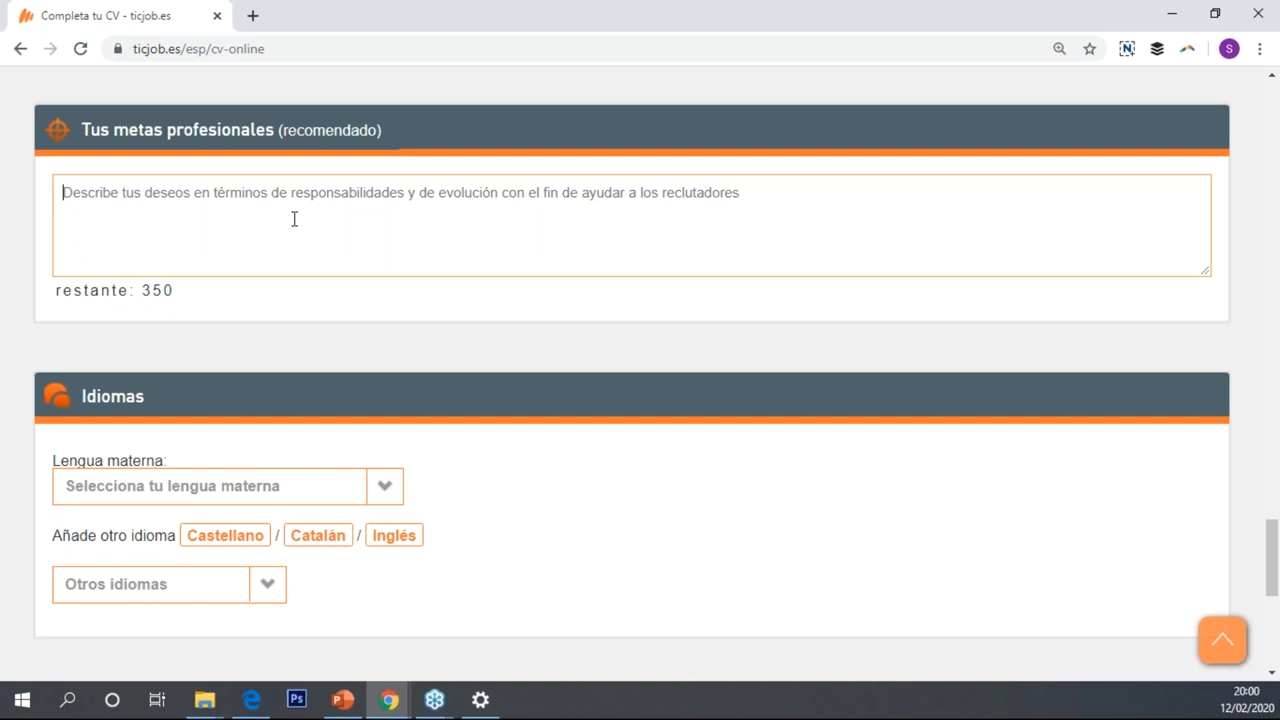 Completa tu CV - ticjob.es
ticjob.es/esp/cv-online
N
S
Tus metas profesionales (recomendado)
Describe tus deseos en términos de responsabilidades y de evolución con el fin de ayudar a los reclutadores
restante: 350
Idiomas
Lengua materna:
Selecciona tu lengua materna
Añade otro idioma Castellano / Catalán / Inglés
Otros idiomas
Ps
P
20:00
12/02/2020